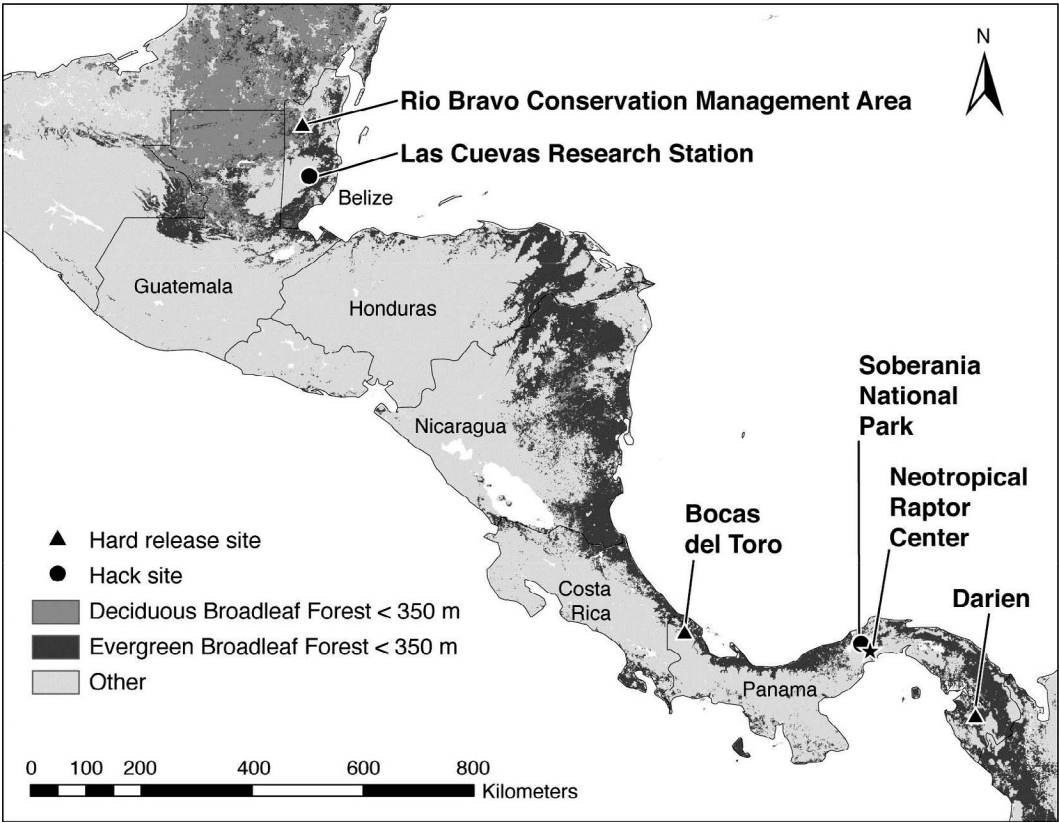 N
Rio Bravo Conservation Management Area
Las Cuevas Research Station
Belize
Guatemala
Honduras
Soberania
National
Park
Nicaragua
Neotropical
Raptor
Center
Bocas
del Toro
Hard release site
Hack site
Costa
Rica
Darien
Deciduous Broadleaf Forest < 350 m
Evergreen Broadleaf Forest < 350 m
Other
Panama
0 100 200 400 600 800
Kilometers